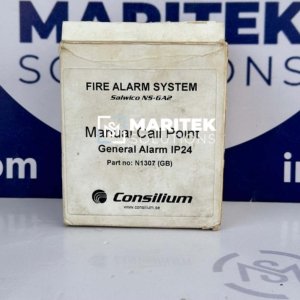 MARITEK
SOLUTIONS
FIRE ALARM SYSTEM
Salwico NS-GA2
MARITEK
SOLUTIONS
Manual Call Point
General Alarm IP24
Part no: N1307 (GB)
Consilium
www.consilium.se